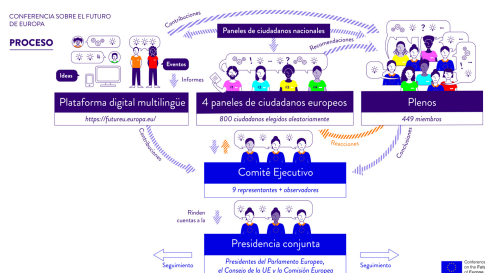 CONFERENCIA SOBRE EL FUTURO
DE EUROPA
PROCESO
Contribuciones
Paneles de ciudadanos nacionales
Recomendaciones
Ideas
Eventos
Informes
Plataforma digital multilingüe
https://futureu.europa.eu/
4 paneles de ciudadanos europeos
800 ciudadanos elegidos aleatoriamente
Plenos
449 miembros
Contribuciones
Reacciones
Conclusiones
Comité Ejecutivo
9 representantes + observadores
Rinden
cuentas a la
Presidencia conjunta
Presidentes del Parlamento Europeo,
el Consejo de la UE y la Comisión Europea
Seguimiento
Seguimiento
Conference
on the Future
of Europe